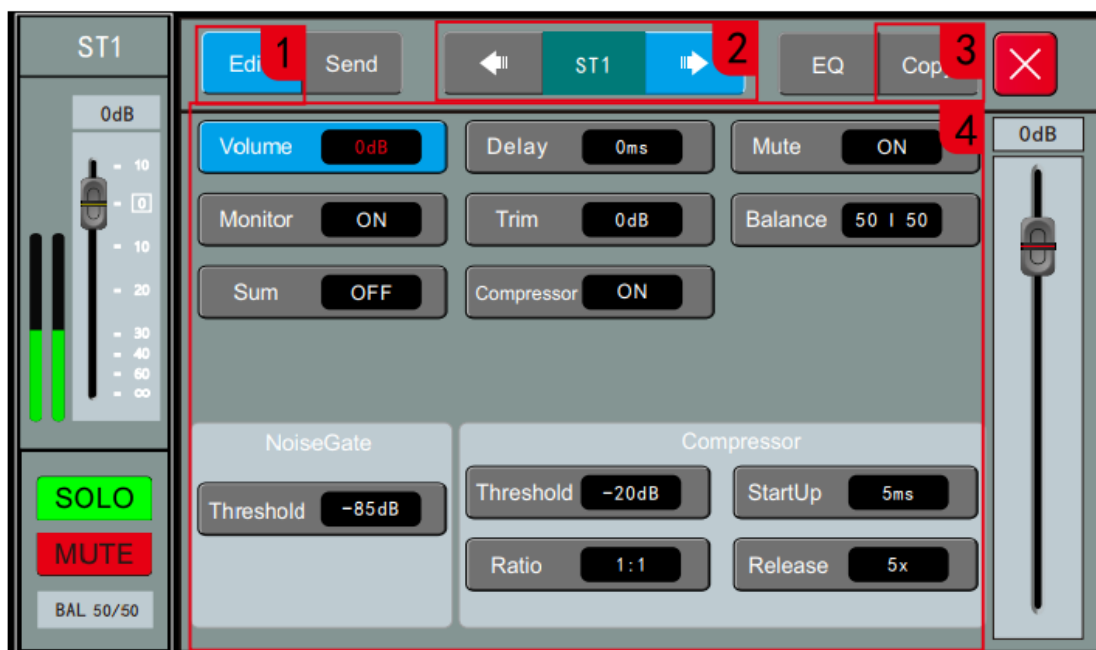 ST1
0dB
10
0
10
20
30
40
60
∞
SOLO
MUTE
BAL 50/50
1
Send
2
ST1
EQ
3
4
Volume 0dB
Delay 0ms
Mute ON
Monitor ON
Trim 0dB
Balance 50 I 50
Sum OFF
Compressor ON
NoiseGate
Threshold -85dB
Compressor
Threshold -20dB
StartUp 5ms
Ratio 1:1
Release 5x
0dB